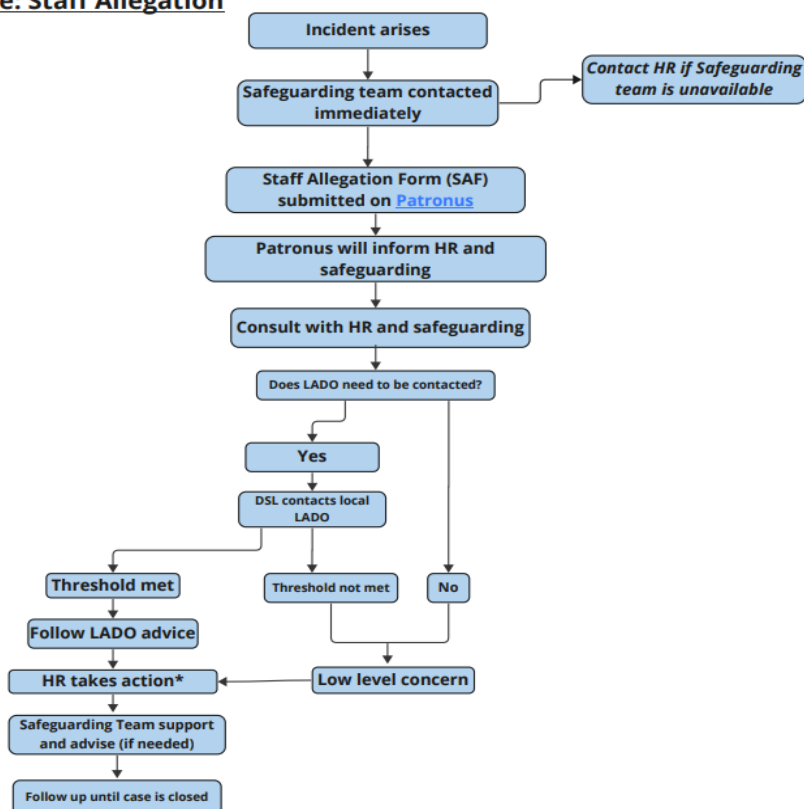 e: Staff Allegation
Incident arises
Contact HR if Safeguarding
team is unavailable
Safeguarding team contacted
immediately
Staff Allegation Form (SAF)
submitted on Patronus
Patronus will inform HR and
safeguarding
Consult with HR and safeguarding
Does LADO need to be contacted?
Yes
DSL contacts local
LADO
Threshold met
Threshold not met
No
Follow LADO advice
HR takes action*
Low level concern
Safeguarding Team support
and advise (if needed)
Follow up until case is closed